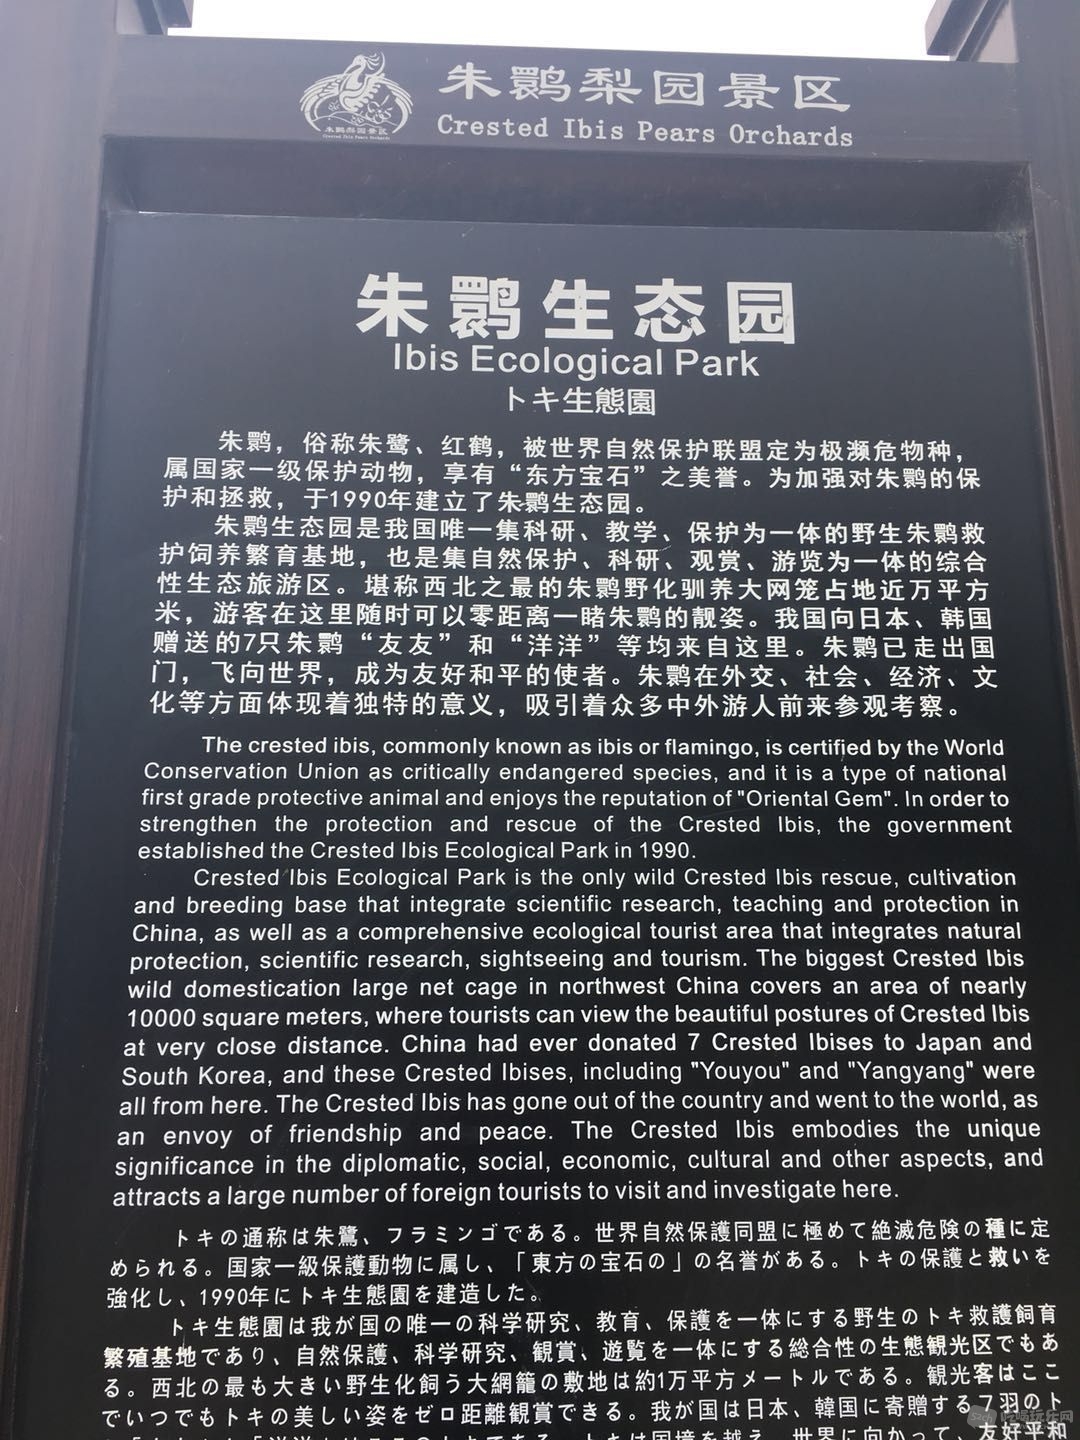 朱鹮梨园景区
Crested Ibis Pears Orchards
朱鹮梨园景区
Crested Ibis Pears Orchards
朱鹮生态园
Ibis Ecological Park
トキ生態園
朱鹮，俗称朱鹭、红鹤，被世界自然保护联盟定为极濒危物种，
属国家一级保护动物，享有“东方宝石”之美誉。为加强对朱鹮的保
护和拯救，于1990年建立了朱鹮生态园。
朱鹮生态园是我国唯一集科研、教学、保护为一体的野生朱鹮救
护饲养繁育基地，也是集自然保护、科研、观赏、游览为一体的综合
性生态旅游区。堪称西北之最的朱鹮野化驯养大网笼占地近万平方
米，游客在这里随时可以零距离一睹朱鹮的靓姿。我国向日本、韩国
赠送的7只朱鹮“友友”和“洋洋”等均来自这里。朱鹮已走出国
门，飞向世界，成为友好和平的使者。朱鹮在外交、社会、经济、文
化等方面体现着独特的意义，吸引着众多中外游人前来参观考察。
The crested ibis, commonly known as ibis or flamingo, is certified by the World
Conservation Union as critically endangered species, and it is a type of national
first grade protective animal and enjoys the reputation of "Oriental Gem". In order to
strengthen the protection and rescue of the Crested Ibis, the government
established the Crested Ibis Ecological Park in 1990.
Crested Ibis Ecological Park is the only wild Crested Ibis rescue, cultivation
and breeding base that integrate scientific research, teaching and protection in
China, as well as a comprehensive ecological tourist area that integrates natural
protection, scientific research, sightseeing and tourism. The biggest Crested Ibis
wild domestication large net cage in northwest China covers an area of nearly
10000 square meters, where tourists can view the beautiful postures of Crested Ibis
at very close distance. China had ever donated 7 Crested Ibises to Japan and
South Korea, and these Crested Ibises, including "Youyou" and "Yangyang" were
all from here. The Crested Ibis has gone out of the country and went to the world, as
an envoy of friendship and peace. The Crested Ibis embodies the unique
significance in the diplomatic, social, economic, cultural and other aspects, and
attracts a large number of foreign tourists to visit and investigate here.
トキの通称は朱鷺、フラミンゴである。世界自然保護同盟に極めて絶滅危険の種に定
められる。国家一級保護動物に属し、「東方の宝石の」の名誉がある。トキの保護と救いを
強化し、1990年にトキ生態園を建造した。
トキ生態園は我が国の唯一の科学研究、教育、保護を一体にする野生のトキ救護飼育
繁殖基地であり、自然保護、科学研究、観賞、遊覧を一体にする総合性の生態観光区でもあ
る。西北の最も大きい野生化飼う大網籠の敷地は約1万平方メートルである。観光客はここ
でいつでもトキの美しい姿をゼロ距離観賞できる。我が国は日本、韓国に寄贈する7羽のト
は国境を越え、世界に向かって、友好平和
吃喝玩乐网